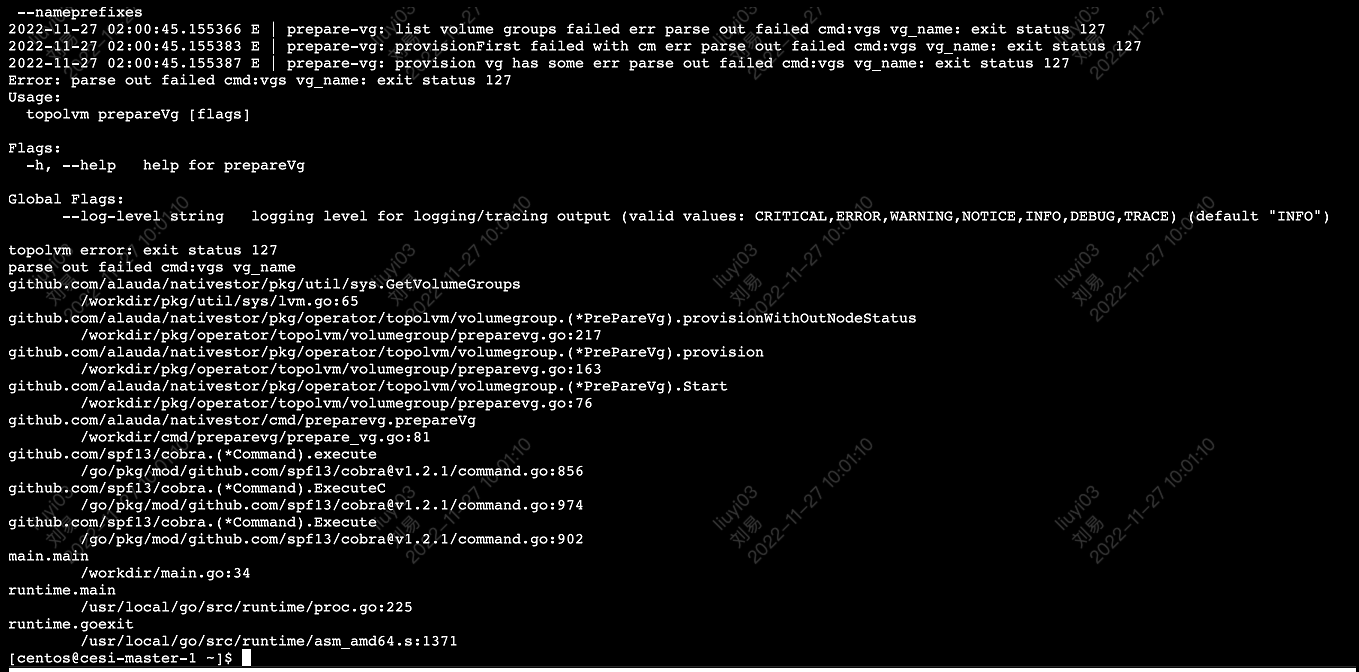 --nameprefixes
2022-11-27 02:00:45.155366 E | prepare-vg: list volume groups failed err parse out failed cmd:vgs vg_name: exit status 127
2022-11-27 02:00:45.155383 E | prepare-vg: provisionFirst failed with cm err parse out failed cmd:vgs vg_name: exit status 127
2022-11-27 02:00:45.155387 E | prepare-vg: provision vg has some err parse out failed cmd:vgs vg_name: exit status 127
Error: parse out failed cmd:vgs vg_name: exit status 127
Usage:
  topolvm prepareVg [flags]

Flags:
  -h, --help   help for prepareVg

Global Flags:
      --log-level string   logging level for logging/tracing output (valid values: CRITICAL,ERROR,WARNING,NOTICE,INFO,DEBUG,TRACE) (default "INFO")

topolvm error: exit status 127
parse out failed cmd:vgs vg_name
github.com/alauda/nativestor/pkg/util/sys.GetVolumeGroups
        /workdir/pkg/util/sys/lvm.go:65
github.com/alauda/nativestor/pkg/operator/topolvm/volumegroup.(*PrePareVg).provisionWithOutNodeStatus
        /workdir/pkg/operator/topolvm/volumegroup/preparevg.go:217
github.com/alauda/nativestor/pkg/operator/topolvm/volumegroup.(*PrePareVg).provision
        /workdir/pkg/operator/topolvm/volumegroup/preparevg.go:163
github.com/alauda/nativestor/pkg/operator/topolvm/volumegroup.(*PrePareVg).Start
        /workdir/pkg/operator/topolvm/volumegroup/preparevg.go:76
github.com/alauda/nativestor/cmd/preparevg.prepareVg
        /workdir/cmd/preparevg/prepare_vg.go:81
github.com/spf13/cobra.(*Command).execute
        /go/pkg/mod/github.com/spf13/cobra@v1.2.1/command.go:856
github.com/spf13/cobra.(*Command).ExecuteC
        /go/pkg/mod/github.com/spf13/cobra@v1.2.1/command.go:974
github.com/spf13/cobra.(*Command).Execute
        /go/pkg/mod/github.com/spf13/cobra@v1.2.1/command.go:902
main.main
        /workdir/main.go:34
runtime.main
        /usr/local/go/src/runtime/proc.go:225
runtime.goexit
        /usr/local/go/src/runtime/asm_amd64.s:1371
[centos@cesi-master-1 ~]$
liuyi03
刘易
2022-11-27 10:01:10